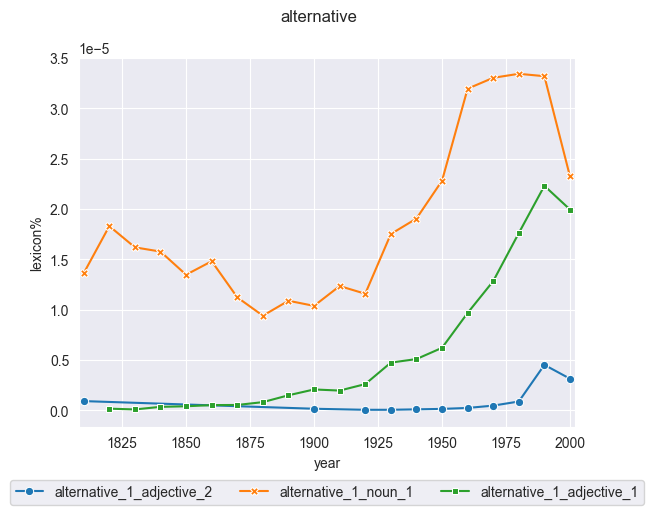 alternative
1e−5
3.5
3.0
2.5
2.0
1.5
1.0
0.5
0.0
lexicon%
1825 1850 1875 1900 1925 1950 1975 2000
year
alternative_1_adjective_2 alternative_1_noun_1 alternative_1_adjective_1